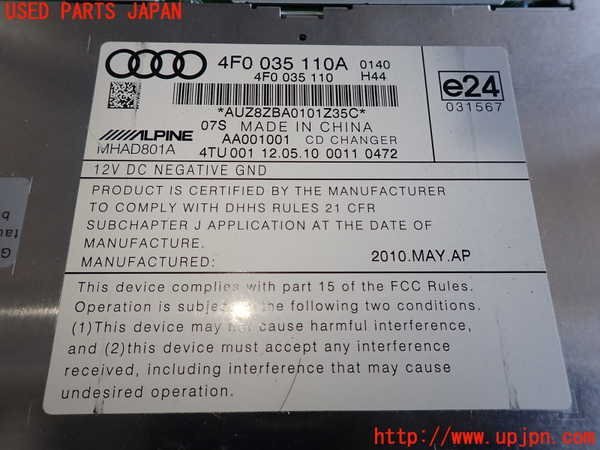 USED PARTS JAPAN
4F0 035 110A 0140
4F0 035 110 H44
e24
031567
*AUZ8ZBA0101Z35C*
07S MADE IN CHINA
ALPINE AA001001 CD CHANGER
MHAD801A 4TU 001 12.05.10 0011 0472
12V DC NEGATIVE GND
PRODUCT IS CERTIFIED BY THE MANUFACTURER
TO COMPLY WITH DHHS RULES 21 CFR
SUBCHAPTER J APPLICATION AT THE DATE OF
MANUFACTURE.
MANUFACTURED: 2010.MAY.AP
This device complies with part 15 of the FCC Rules.
Operation is subject to the following two conditions.
(1)This device may not cause harmful interference,
and (2)this device must accept any interference
received, including interference that may cause
undesired operation.
http://www.upjpn.com/